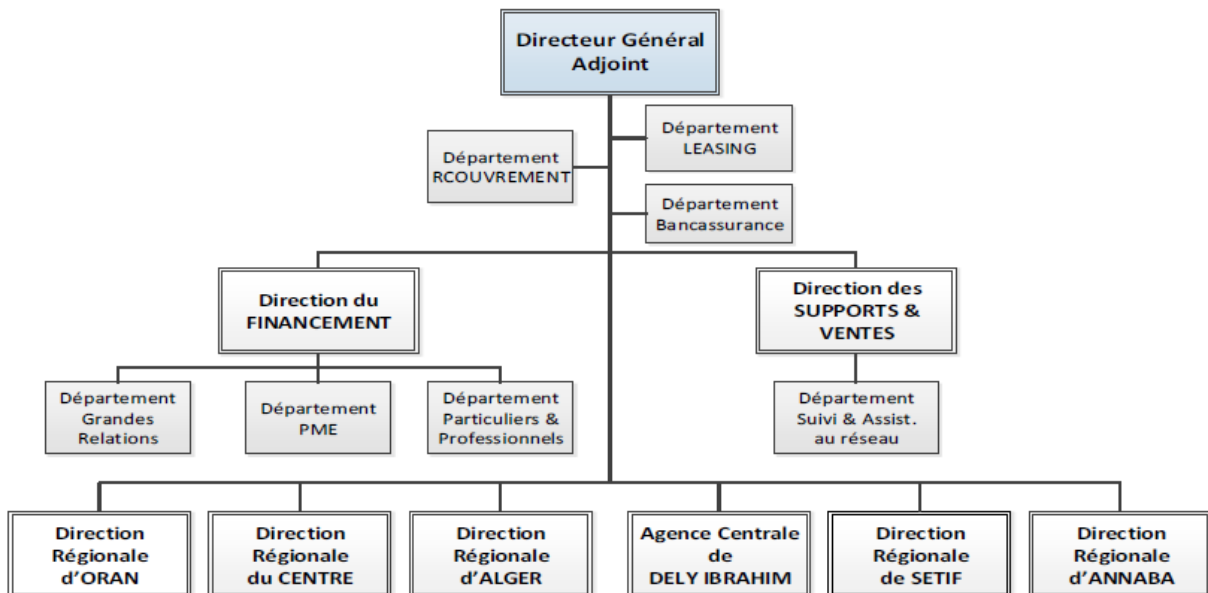 Directeur Général
Adjoint
Département
LEASING
Département
RCOUVREMENT
Département
Bancassurance
Direction du
FINANCEMENT
Direction des
SUPPORTS &
VENTES
Département
Grandes
Relations
Département
PME
Département
Particuliers &
Professionnels
Département
Suivi & Assist.
au réseau
Direction
Régionale
d’ORAN
Direction
Régionale
du CENTRE
Direction
Régionale
d’ALGER
Agence Centrale
de
DELY IBRAHIM
Direction
Régionale
de SETIF
Direction
Régionale
d’ANNABA